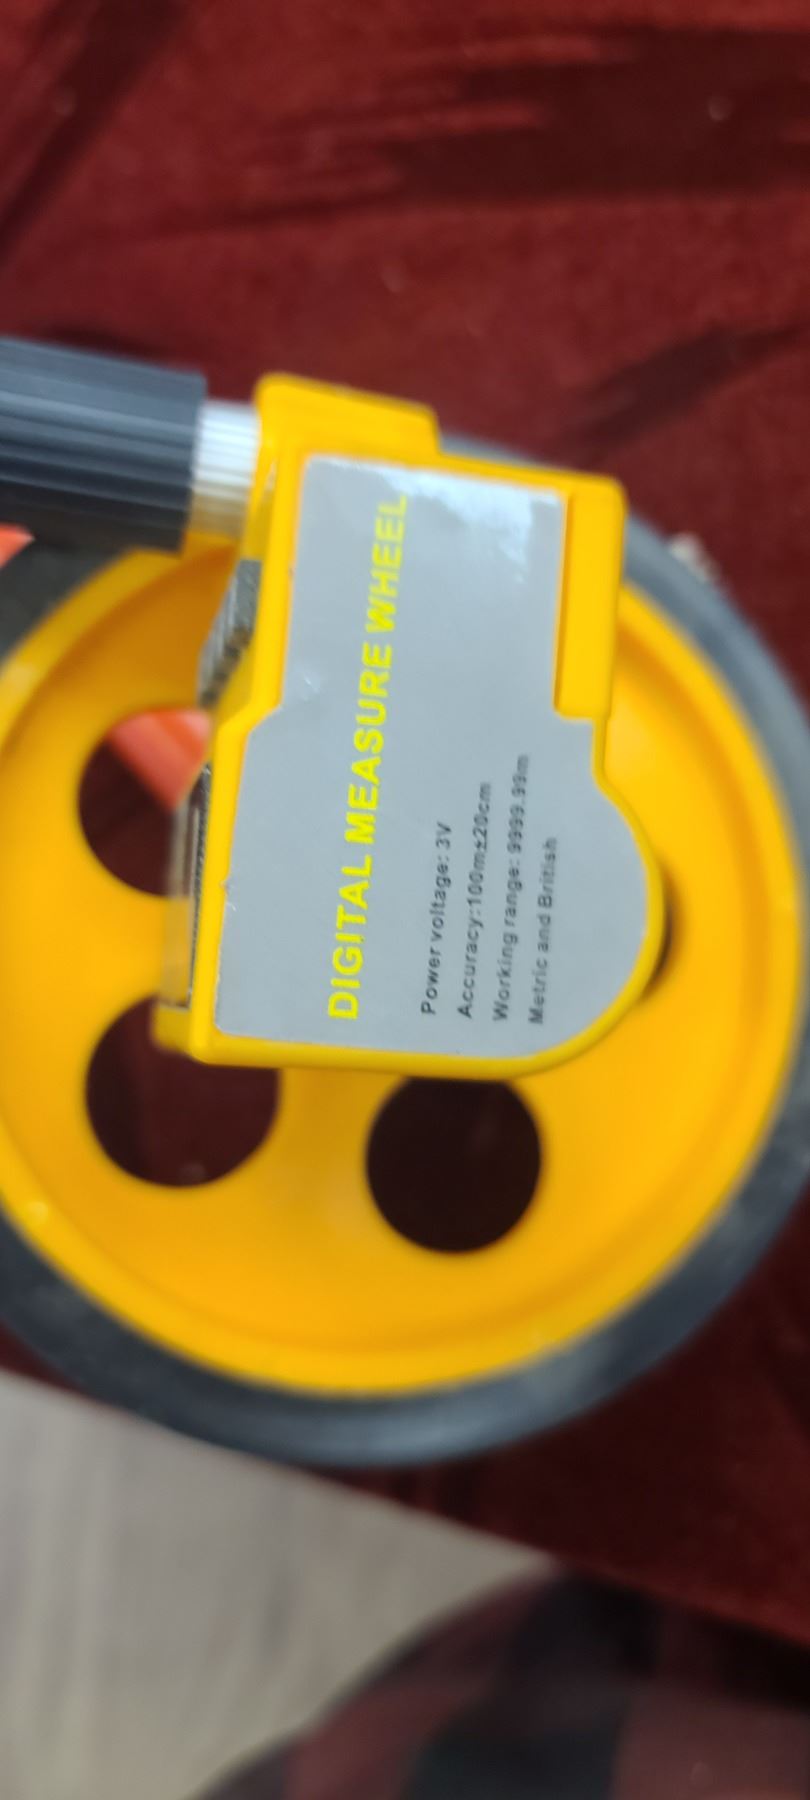 DIGITAL MEASURE WHEEL
Power voltage: 3V
Accuracy:100m±20cm
Working range: 9999.99m
Metric and British